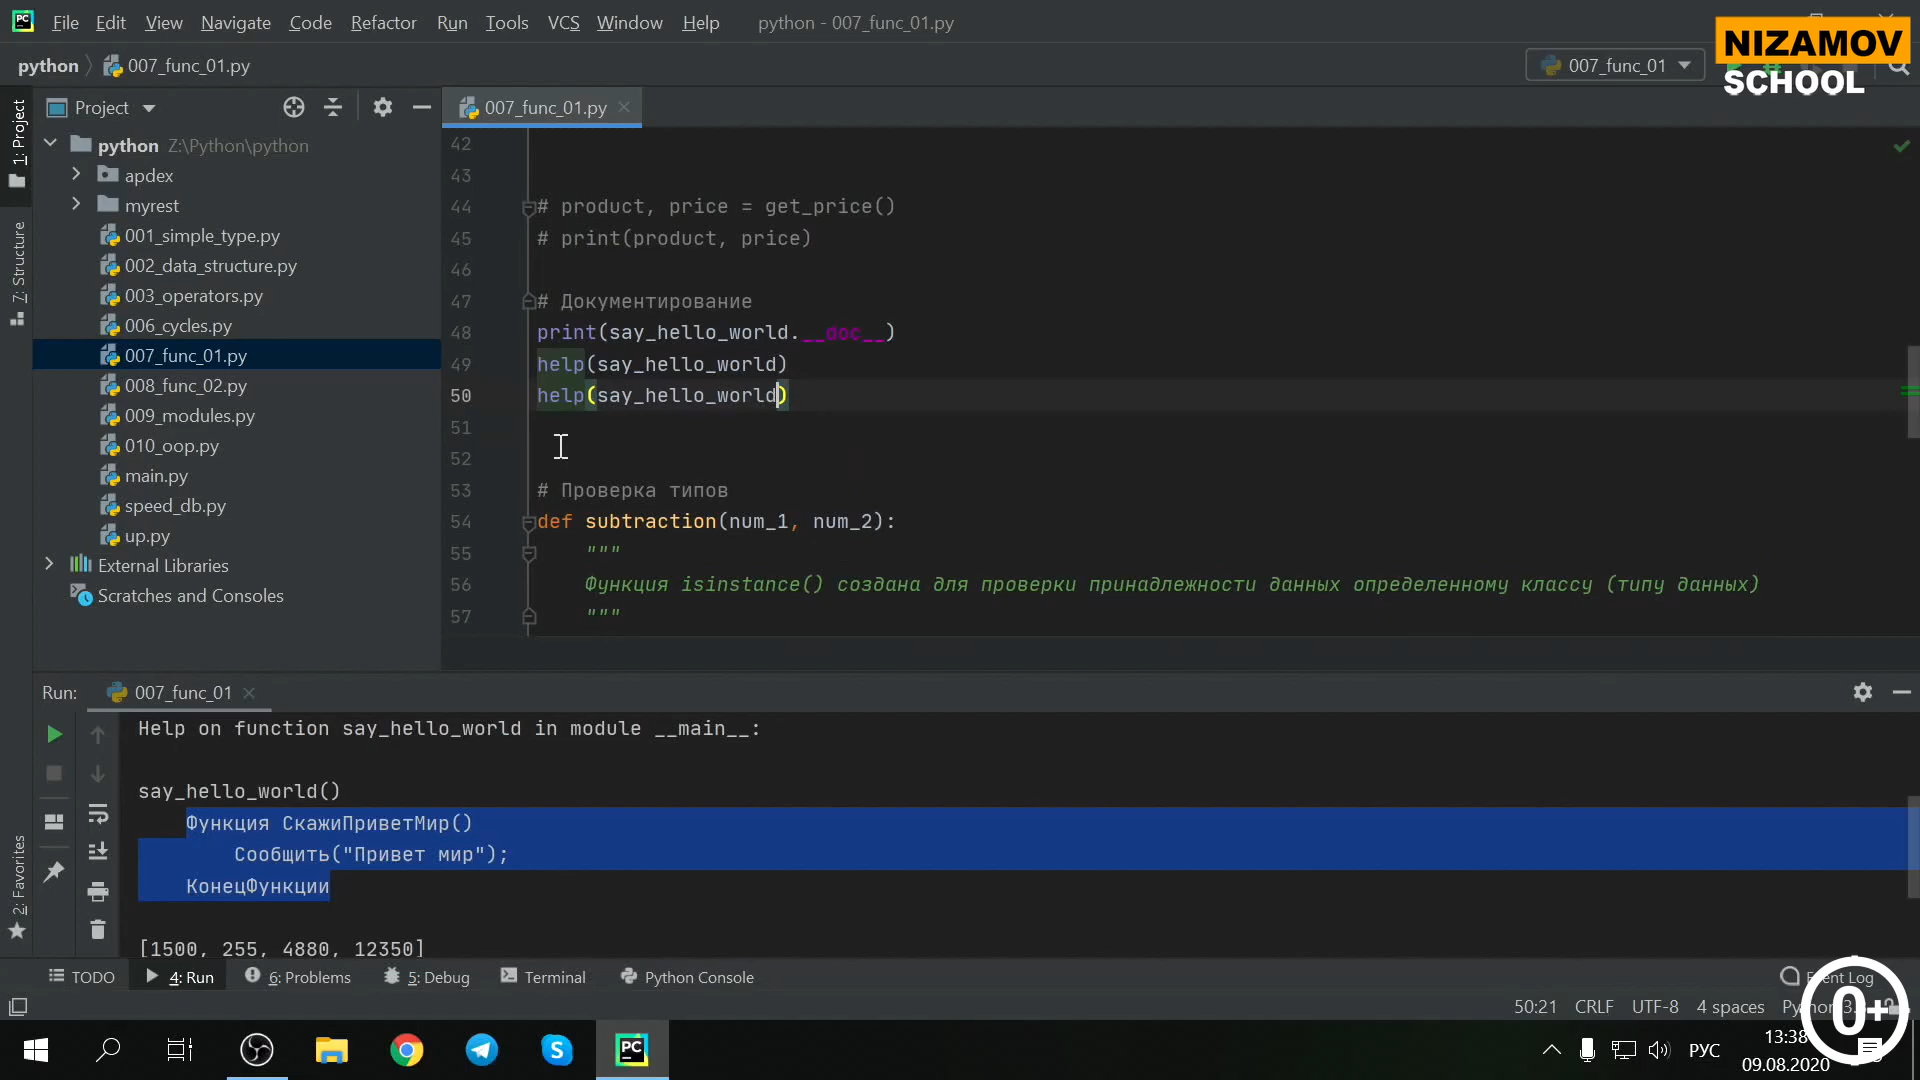 File Edit View Navigate Code Refactor Run Tools VCS Window Help python - 007_func_01.py
NIZAMOV
SCHOOL
python 007_func_01.py
007_func_01
1: Project
7: Structure
2: Favorites
Project
python Z:\Python\python
apdex
myrest
001_simple_type.py
002_data_structure.py
003_operators.py
006_cycles.py
007_func_01.py
008_func_02.py
009_modules.py
010_oop.py
main.py
speed_db.py
up.py
External Libraries
Scratches and Consoles
007_func_01.py
42
43
44 # product, price = get_price()
45 # print(product, price)
46
47 # Документирование
48 print(say_hello_world.__doc__)
49 help(say_hello_world)
50 help(say_hello_world)
51
52
53 # Проверка типов
54 def subtraction(num_1, num_2):
55 """
56 Функция isinstance() создана для проверки принадлежности данных определенному классу (типу данных)
57 """
Run: 007_func_01
Help on function say_hello_world in module __main__:
say_hello_world()
Функция СкажиПриветМир()
Сообщить("Привет мир");
КонецФункции
[1500, 255, 4880, 12350]
TODO 4: Run 6: Problems 5: Debug Terminal Python Console
50:21 CRLF UTF-8 4 spaces
0+
PC
РУС
13:38
09.08.2020